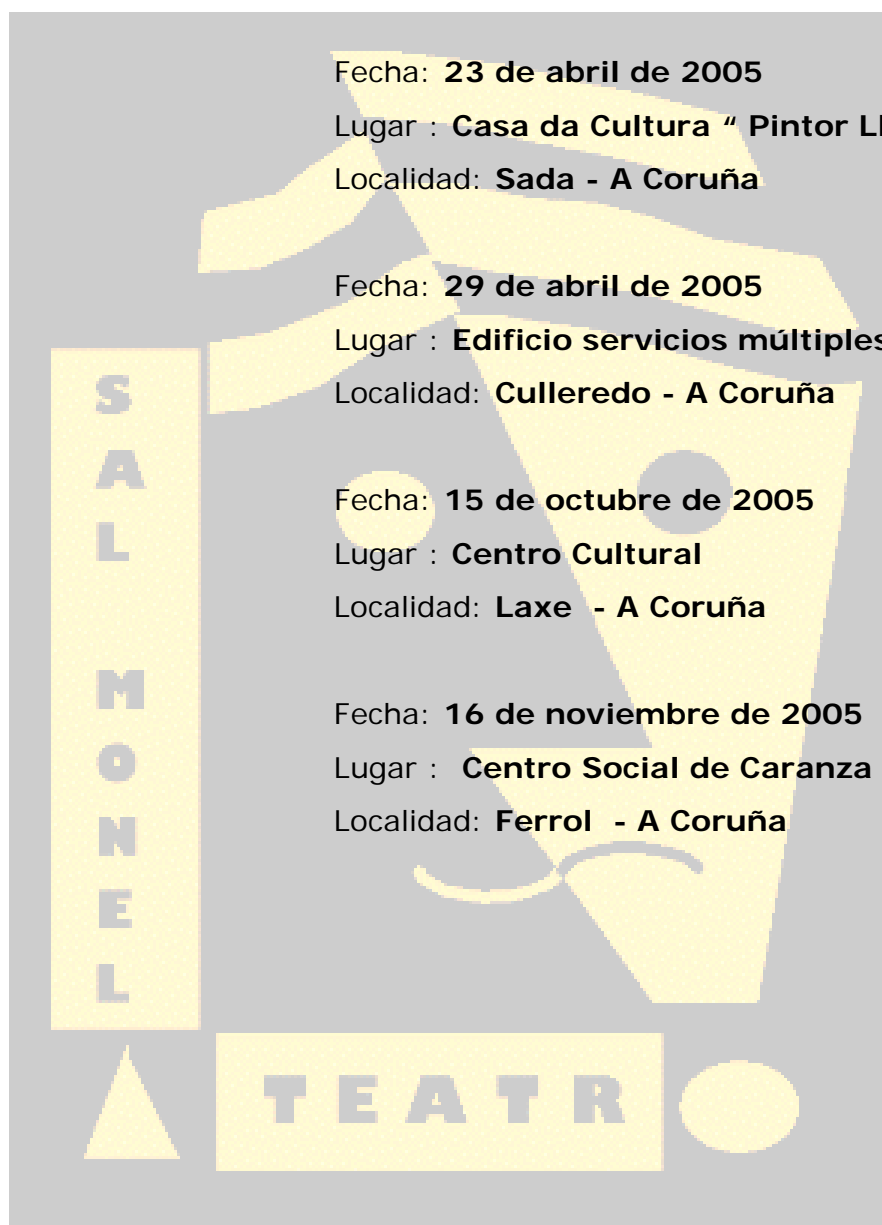 Fecha: 23 de abril de 2005
Lugar : Casa da Cultura “ Pintor
Localidad: Sada - A Coruña
Fecha: 29 de abril de 2005
Lugar : Edificio servicios múltiples
Localidad: Culleredo - A Coruña
Fecha: 15 de octubre de 2005
Lugar : Centro Cultural
Localidad: Laxe - A Coruña
Fecha: 16 de noviembre de 2005
Lugar : Centro Social de Caranza
Localidad: Ferrol - A Coruña
SAL MONEL
TEATR